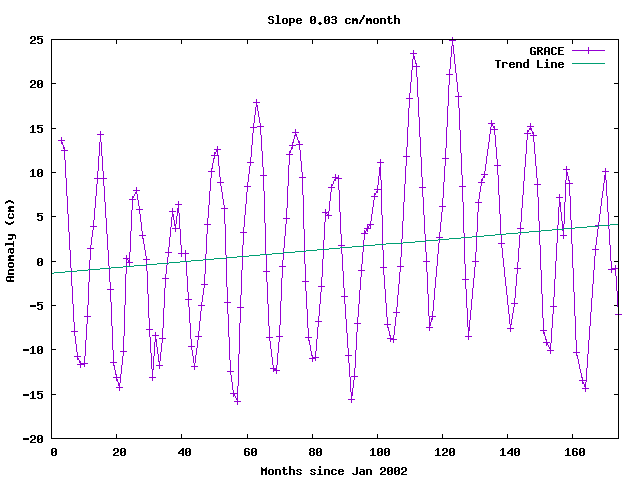 Slope 0.03 cm/month
GRACE
Trend Line
25
20
15
10
5
0
-5
-10
-15
-20
Anomaly (cm)
0 20 40 60 80 100 120 140 160
Months since Jan 2002